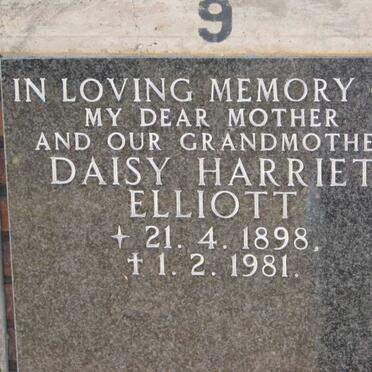 9
IN LOVING MEMORY
MY DEAR MOTHER
AND OUR GRANDMOTHE
DAISY HARRIET
ELLIOTT
+ 21. 4. 1898.
† 1. 2. 1981.